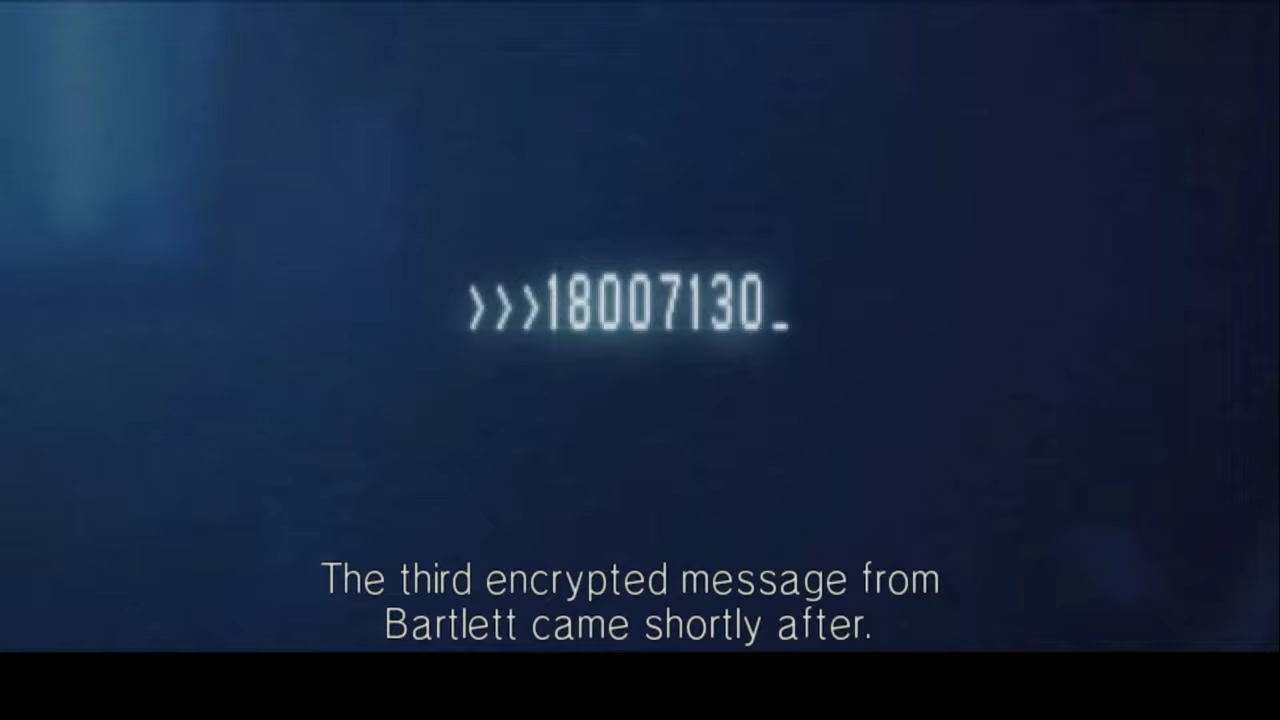 >>>18007130_
The third encrypted message from
Bartlett came shortly after.